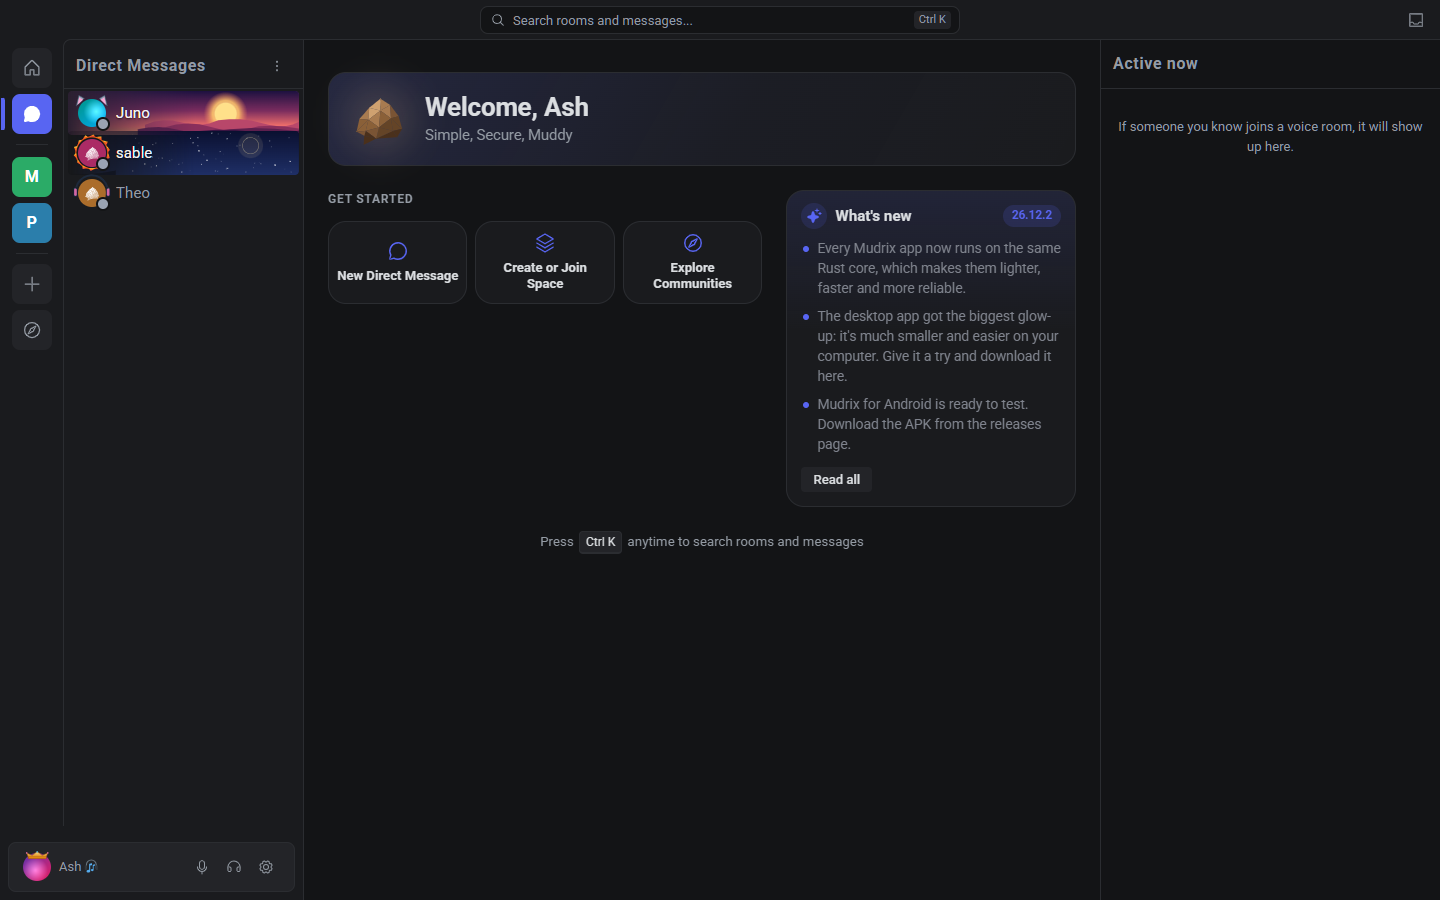 Search rooms and messages...
Ctrl K
Direct Messages
Juno
sable
Theo
M
P
Ash
Welcome, Ash
Simple, Secure, Muddy
GET STARTED
New Direct Message
Create or Join
Space
Explore
Communities
What's new
26.12.2
Every Mudrix app now runs on the same
Rust core, which makes them lighter,
faster and more reliable.
The desktop app got the biggest glow-
up: it's much smaller and easier on your
computer. Give it a try and download it
here.
Mudrix for Android is ready to test.
Download the APK from the releases
page.
Read all
Press Ctrl K anytime to search rooms and messages
Active now
If someone you know joins a voice room, it will show
up here.